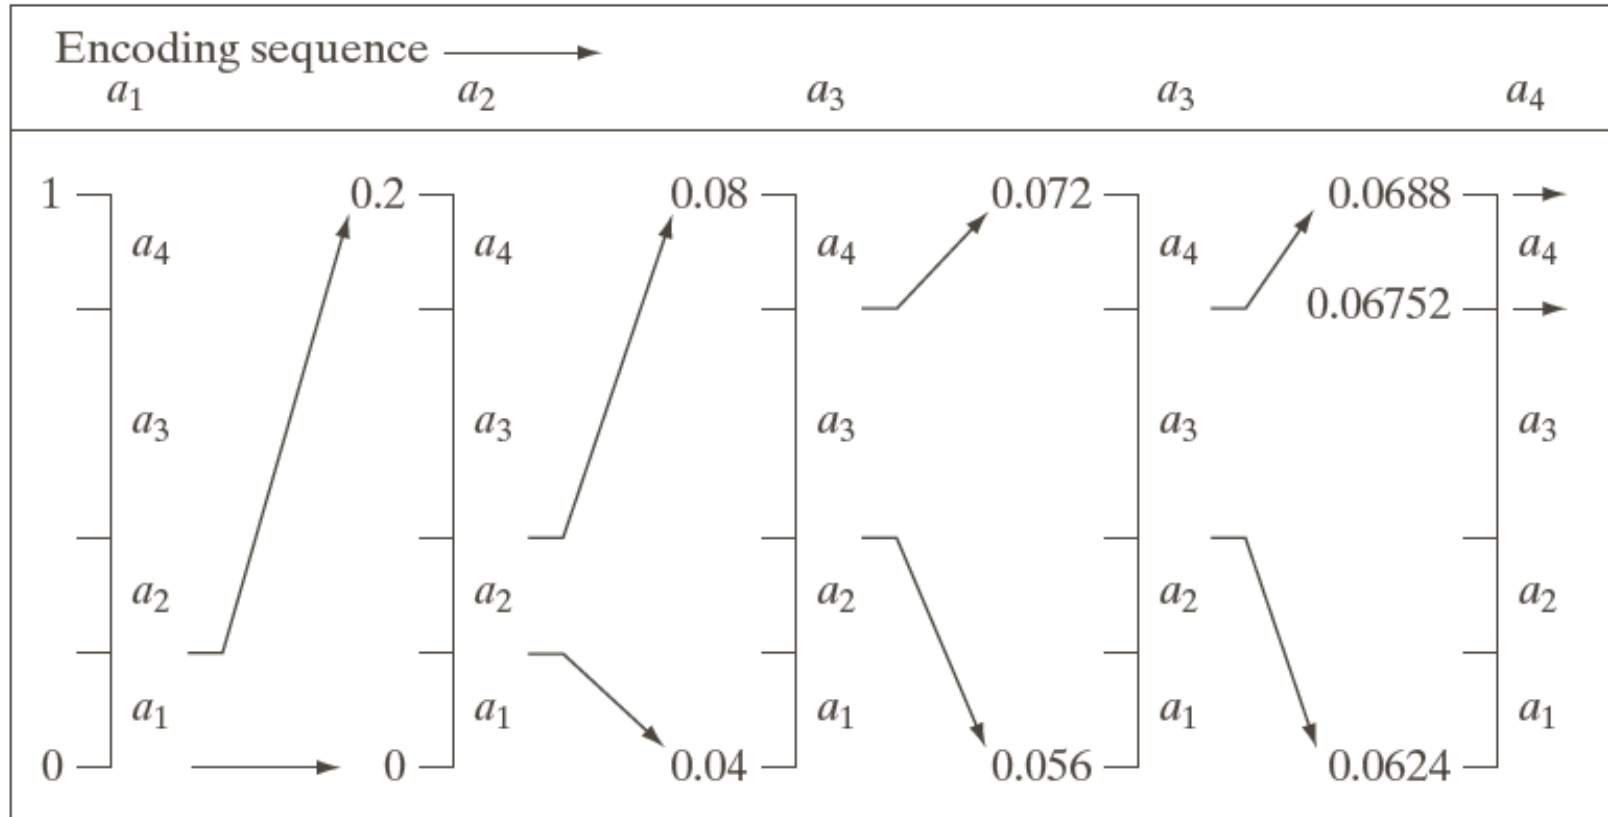 Encoding sequence
a1 a2 a3 a3 a4
1 0.2 0.08 0.072 0.0688
a4 a4 a4 a4 a4
0.06752
a3 a3 a3 a3 a3
a2 a2 a2 a2 a2
a1 a1 a1 a1 a1
0 0 0.04 0.056 0.0624